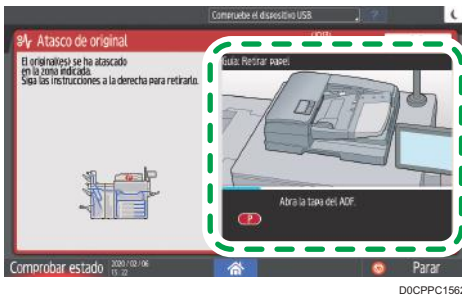 Compruebe el dispositivo USB.
?
Atasco de original
El original(es) se ha atascado
en la zona indicada.
Siga las instrucciones a la derecha para retirarlo.
Guía: Retirar papel
Abra la tapa del ADF.
P
Comprobar estado
2020/02/06
15:22
Parar
D0CPPC1562